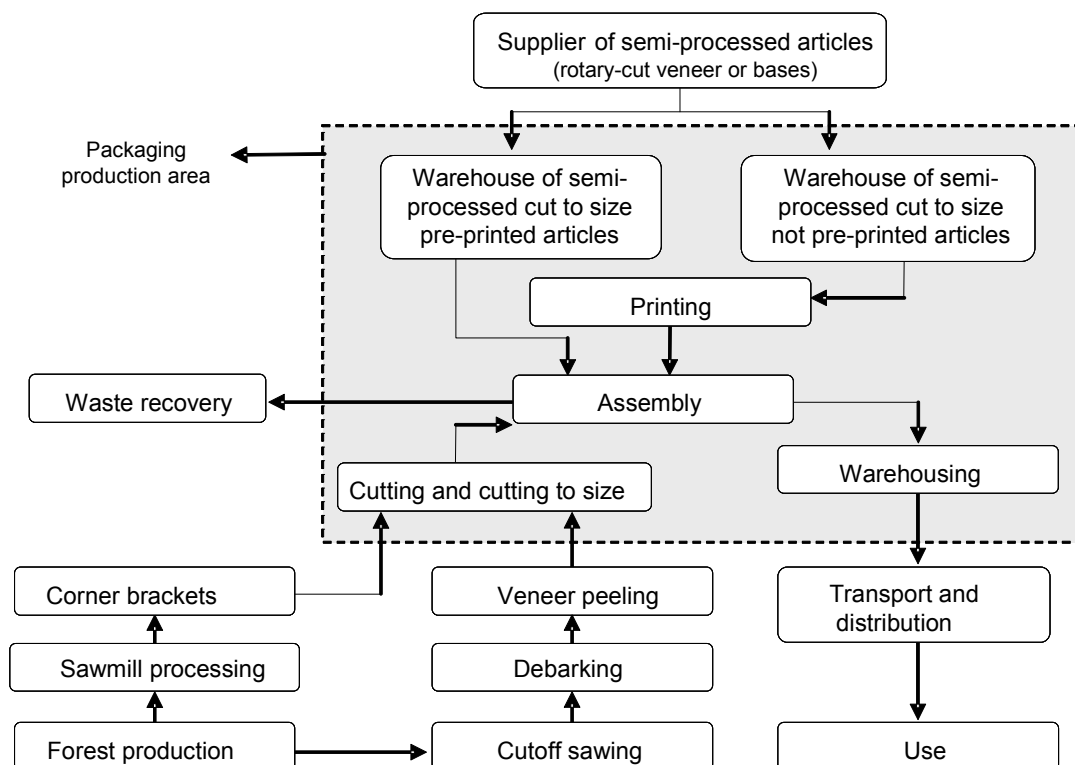 Supplier of semi-processed articles
(rotary-cut veneer or bases)
Packaging
production area
Warehouse of semi-
processed cut to size
pre-printed articles
Warehouse of semi-
processed cut to size
not pre-printed articles
Printing
Waste recovery
Assembly
Warehousing
Cutting and cutting to size
Corner brackets
Veneer peeling
Transport and
distribution
Sawmill processing
Debarking
Forest production
Cutoff sawing
Use